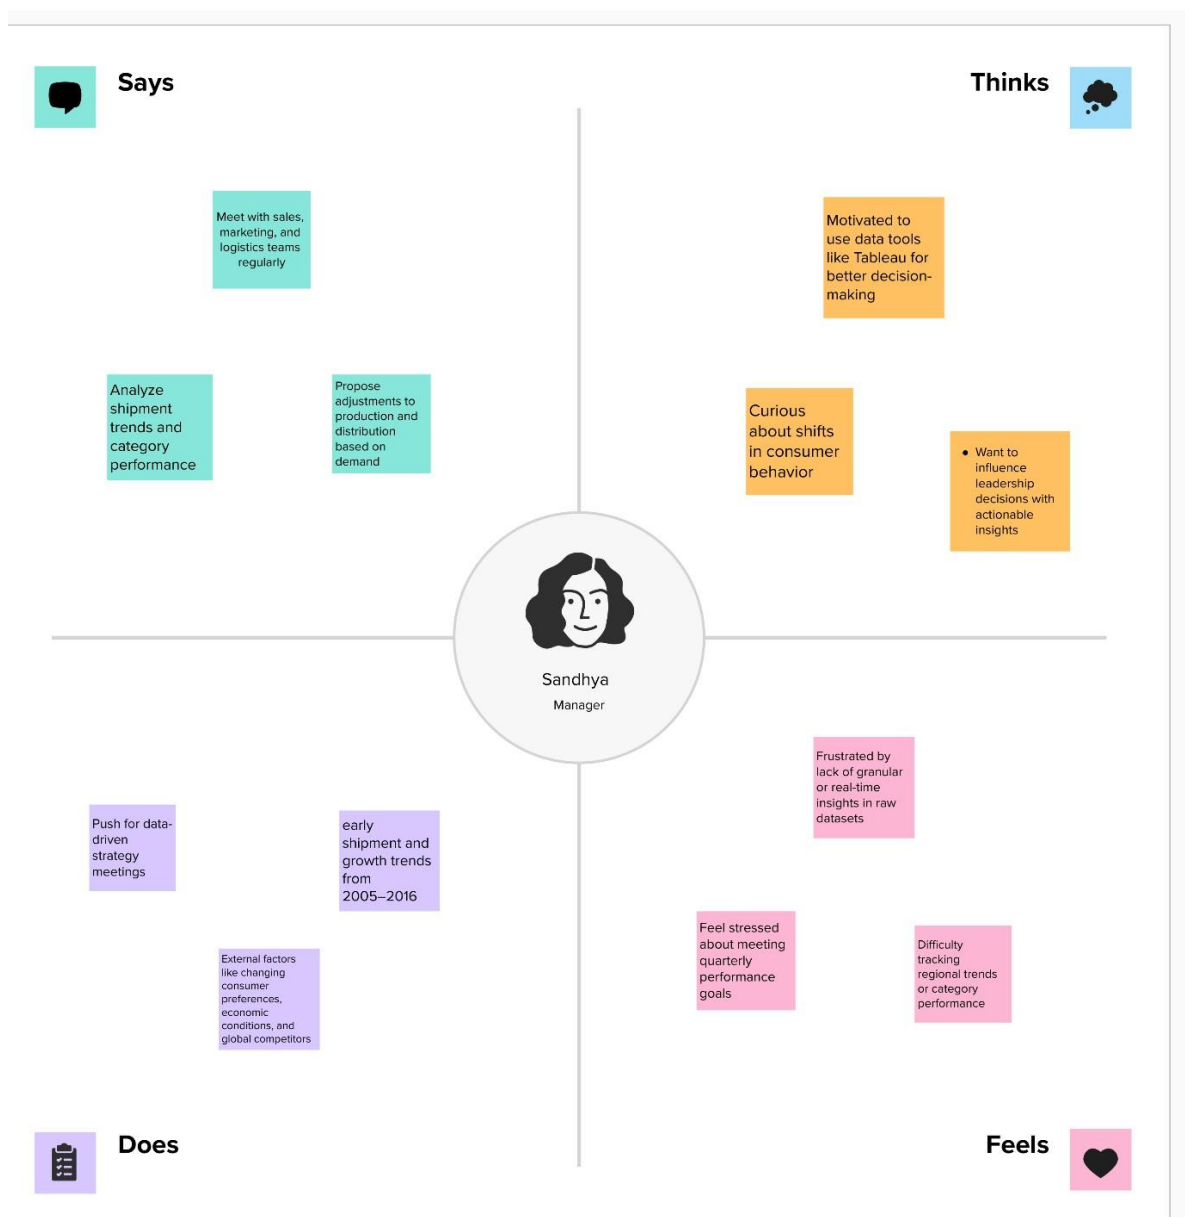 Says
Thinks
Meet with sales,
marketing, and
logistics teams
regularly
Analyze
shipment
trends and
category
performance
Propose
adjustments to
production and
distribution
based on
demand
Motivated to
use data tools
like Tableau for
better decision-
making
Curious
about shifts
in consumer
behavior
• Want to
influence
leadership
decisions with
actionable
insights
Sandhya
Manager
Push for data-
driven
strategy
meetings
early
shipment and
growth trends
from
2005–2016
External factors
like changing
consumer
preferences,
economic
conditions, and
global competitors
Frustrated by
lack of granular
or real-time
insights in raw
datasets
Feel stressed
about meeting
quarterly
performance
goals
Difficulty
tracking
regional trends
or category
performance
Does
Feels